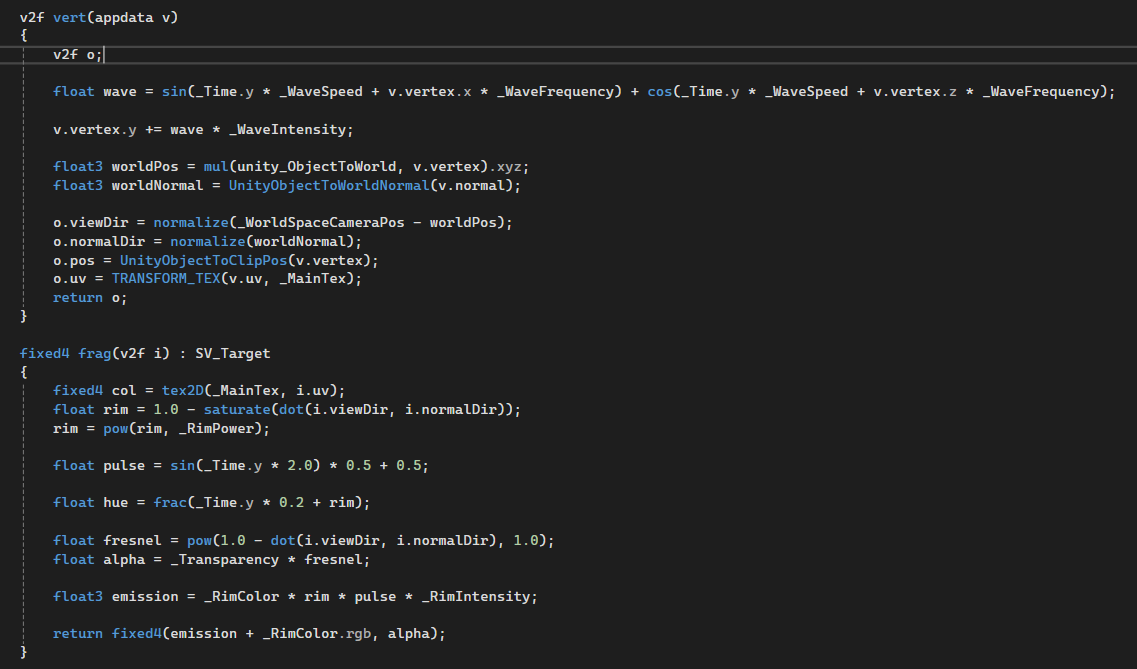 v2f vert(appdata v)
{
    v2f o;
    float wave = sin(_Time.y * _WaveSpeed + v.vertex.x * _WaveFrequency) + cos(_Time.y * _WaveSpeed + v.vertex.z * _WaveFrequency);
    v.vertex.y += wave * _WaveIntensity;
    float3 worldPos = mul(unity_ObjectToWorld, v.vertex).xyz;
    float3 worldNormal = UnityObjectToWorldNormal(v.normal);
    o.viewDir = normalize(_WorldSpaceCameraPos - worldPos);
    o.normalDir = normalize(worldNormal);
    o.pos = UnityObjectToClipPos(v.vertex);
    o.uv = TRANSFORM_TEX(v.uv, _MainTex);
    return o;
}
fixed4 frag(v2f i) : SV_Target
{
    fixed4 col = tex2D(_MainTex, i.uv);
    float rim = 1.0 - saturate(dot(i.viewDir, i.normalDir));
    rim = pow(rim, _RimPower);
    float pulse = sin(_Time.y * 2.0) * 0.5 + 0.5;
    float hue = frac(_Time.y * 0.2 + rim);
    float fresnel = pow(1.0 - dot(i.viewDir, i.normalDir), 1.0);
    float alpha = _Transparency * fresnel;
    float3 emission = _RimColor * rim * pulse * _RimIntensity;
    return fixed4(emission + _RimColor.rgb, alpha);
}